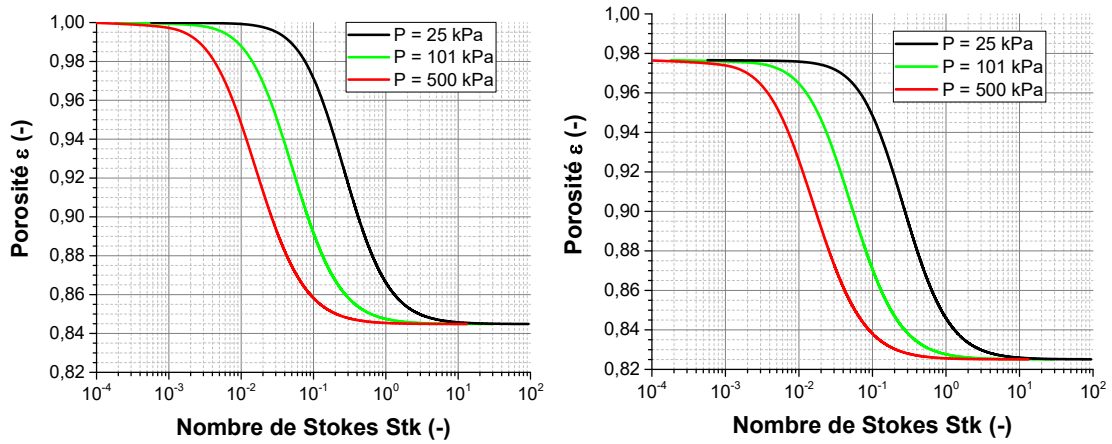 1,00
0,98
0,96
0,94
0,92
0,90
0,88
0,86
0,84
0,82
Porosité ε (-)
P = 25 kPa
P = 101 kPa
P = 500 kPa
10⁻⁴ 10⁻³ 10⁻² 10⁻¹ 10⁰ 10¹ 10²
Nombre de Stokes Stk (-)
1,00
0,98
0,96
0,94
0,92
0,90
0,88
0,86
0,84
0,82
Porosité ε (-)
P = 25 kPa
P = 101 kPa
P = 500 kPa
10⁻⁴ 10⁻³ 10⁻² 10⁻¹ 10⁰ 10¹ 10²
Nombre de Stokes Stk (-)